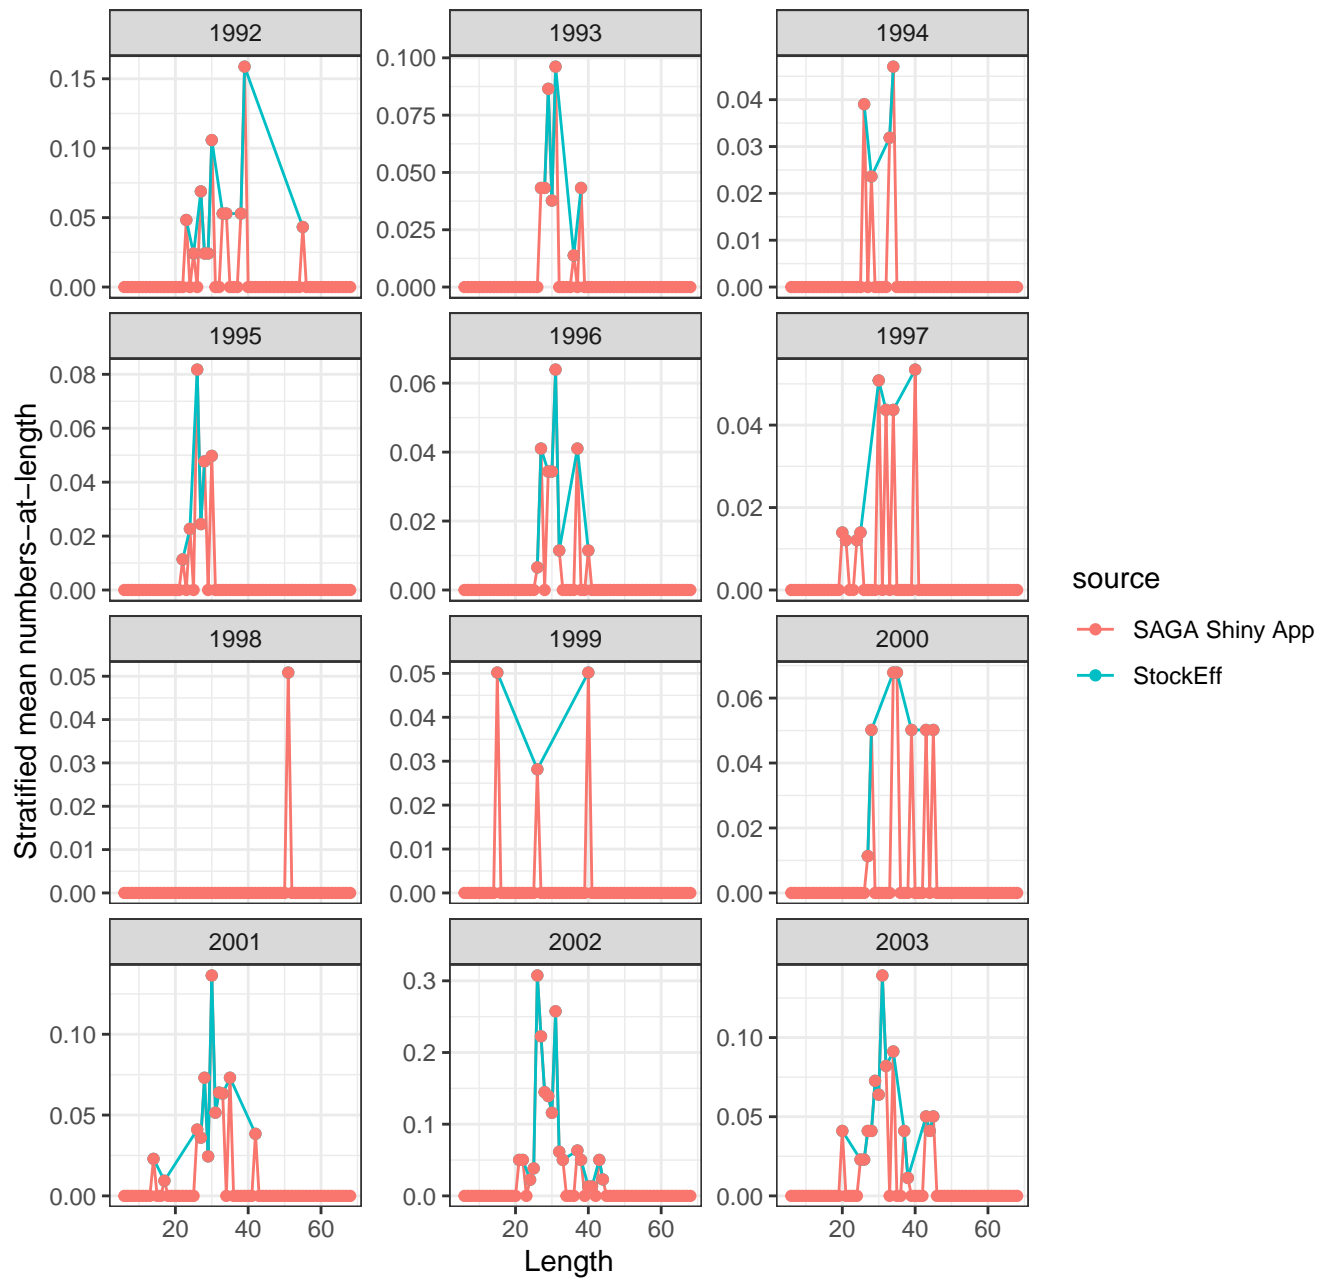 1992 1993 1994
0.15 0.100 0.04
0.10 0.075 0.03
0.05 0.050 0.02
0.00 0.025 0.01
0.000 0.00
1995 1996 1997
0.08 0.06 0.04
0.06 0.04 0.02
0.04 0.02 0.00
0.02 0.00
0.00
1998 1999 2000
0.05 0.05 0.06
0.04 0.04 0.04
0.03 0.03 0.02
0.02 0.02 0.00
0.01 0.01
0.00 0.00
2001 2002 2003
0.10 0.3 0.10
0.05 0.2 0.05
0.00 0.1 0.00
0.0
20 40 60 20 40 60 20 40 60
Length
Stratified mean numbers−at−length
source
SAGA Shiny App
StockEff